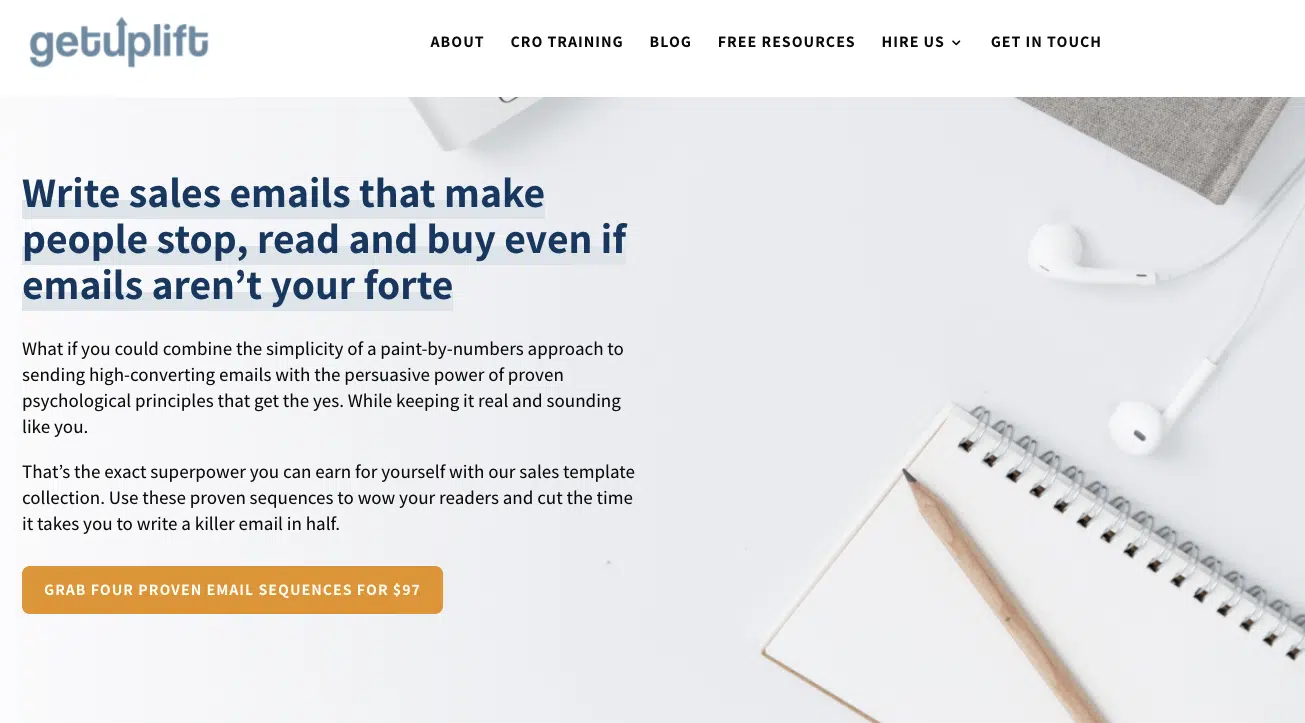 getuplift
ABOUT
CRO TRAINING
BLOG
FREE RESOURCES
HIRE US
GET IN TOUCH
Write sales emails that make
people stop, read and buy even if
emails aren’t your forte
What if you could combine the simplicity of a paint-by-numbers approach to
sending high-converting emails with the persuasive power of proven
psychological principles that get the yes. While keeping it real and sounding
like you.
That’s the exact superpower you can earn for yourself with our sales template
collection. Use these proven sequences to wow your readers and cut the time
it takes you to write a killer email in half.
GRAB FOUR PROVEN EMAIL SEQUENCES FOR $97